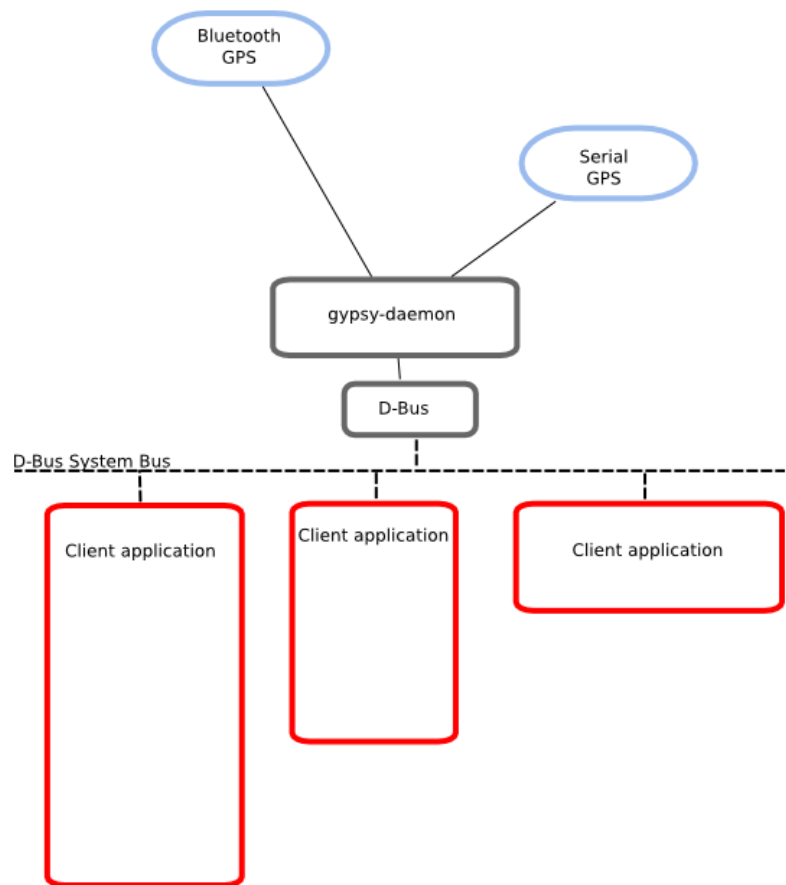 Bluetooth
GPS
Serial
GPS
gypsy-daemon
D-Bus
D-Bus System Bus
Client application
Client application
Client application